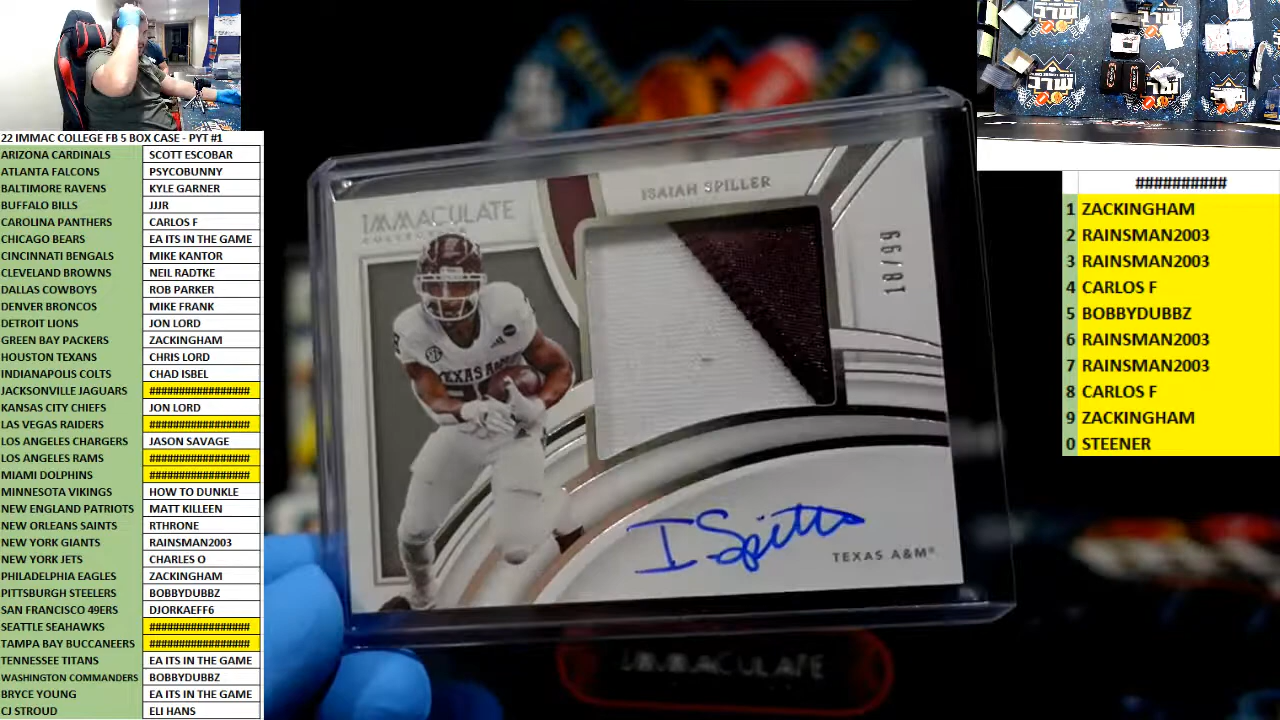 22 IMMAC COLLEGE FB 5 BOX CASE - PYT #1
ARIZONA CARDINALS SCOTT ESCOBAR
ATLANTA FALCONS PSYCOBUNNY
BALTIMORE RAVENS KYLE GARNER
BUFFALO BILLS JJJR
CAROLINA PANTHERS CARLOS F
CHICAGO BEARS EA ITS IN THE GAME
CINCINNATI BENGALS MIKE KANTOR
CLEVELAND BROWNS NEIL RADTKE
DALLAS COWBOYS ROB PARKER
DENVER BRONCOS MIKE FRANK
DETROIT LIONS JON LORD
GREEN BAY PACKERS ZACKINGHAM
HOUSTON TEXANS CHRIS LORD
INDIANAPOLIS COLTS CHAD ISBEL
JACKSONVILLE JAGUARS #################
KANSAS CITY CHIEFS JON LORD
LAS VEGAS RAIDERS #################
LOS ANGELES CHARGERS JASON SAVAGE
LOS ANGELES RAMS #################
MIAMI DOLPHINS #################
MINNESOTA VIKINGS HOW TO DUNKLE
NEW ENGLAND PATRIOTS MATT KILLEEN
NEW ORLEANS SAINTS RTHRONE
NEW YORK GIANTS RAINSMAN2003
NEW YORK JETS CHARLES O
PHILADELPHIA EAGLES ZACKINGHAM
PITTSBURGH STEELERS BOBBYDUBBZ
SAN FRANCISCO 49ERS DJORKAEFF6
SEATTLE SEAHAWKS #################
TAMPA BAY BUCCANEERS #################
TENNESSEE TITANS EA ITS IN THE GAME
WASHINGTON COMMANDERS BOBBYDUBBZ
BRYCE YOUNG EA ITS IN THE GAME
CJ STROUD ELI HANS
IMMACULATE
COLLECTION
ISAIAH SPILLER
18/99
TEXAS A&M
I Spiller
TEXAS A&M®
IMMACULATE
##########
1 ZACKINGHAM
2 RAINSMAN2003
3 RAINSMAN2003
4 CARLOS F
5 BOBBYDUBBZ
6 RAINSMAN2003
7 RAINSMAN2003
8 CARLOS F
9 ZACKINGHAM
0 STEENER